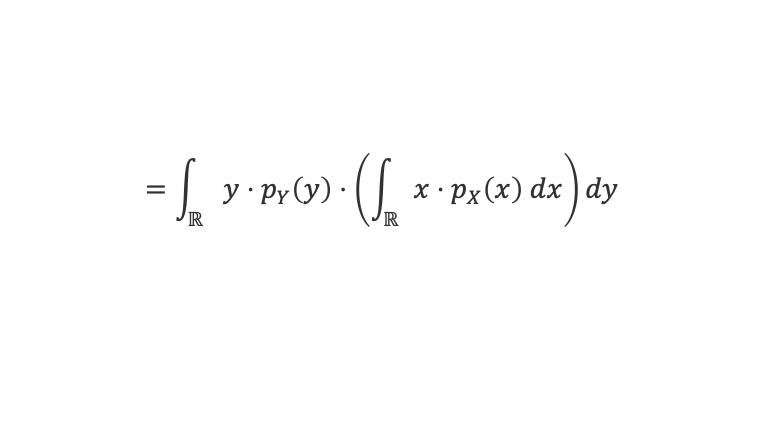 = ∫_ℝ y · p_Y(y) · (∫_ℝ x · p_X(x) dx) dy